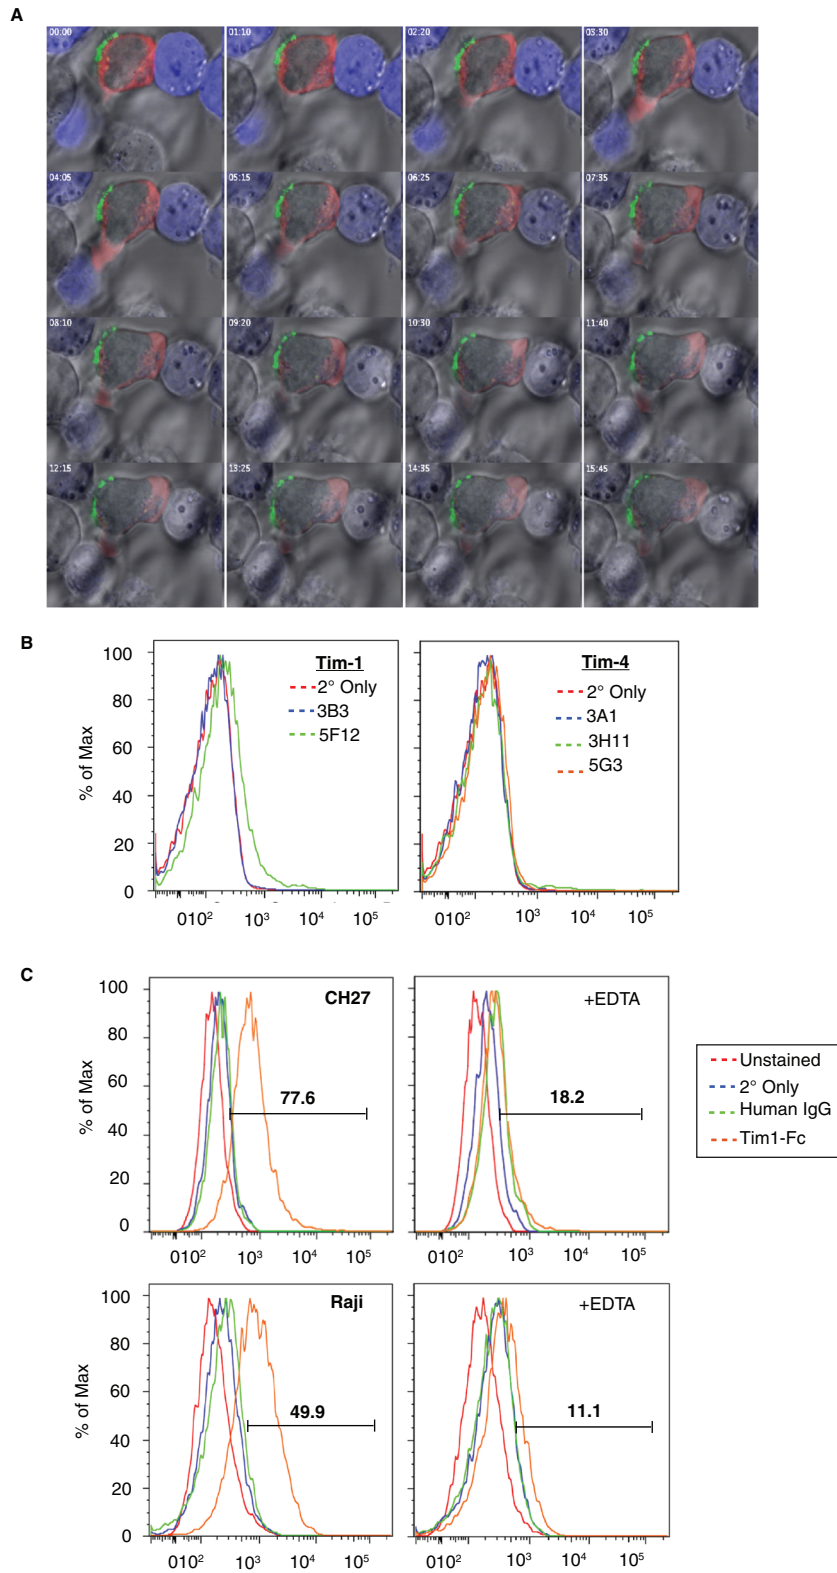 A
00:00 01:10 02:20 03:30
04:05 05:15 06:25 07:35
08:10 09:20 10:30 11:40
12:15 13:25 14:35 15:45
B
% of Max
100
80
60
40
20
0
Tim-1
2° Only
3B3
5F12
010² 10³ 10⁴ 10⁵
Tim-4
2° Only
3A1
3H11
5G3
010² 10³ 10⁴ 10⁵
C
% of Max
100
80
60
40
20
0
CH27
77.6
010² 10³ 10⁴ 10⁵
+EDTA
18.2
010² 10³ 10⁴ 10⁵
Unstained
2° Only
Human IgG
Tim1-Fc
% of Max
100
80
60
40
20
0
Raji
49.9
010² 10³ 10⁴ 10⁵
+EDTA
11.1
010² 10³ 10⁴ 10⁵